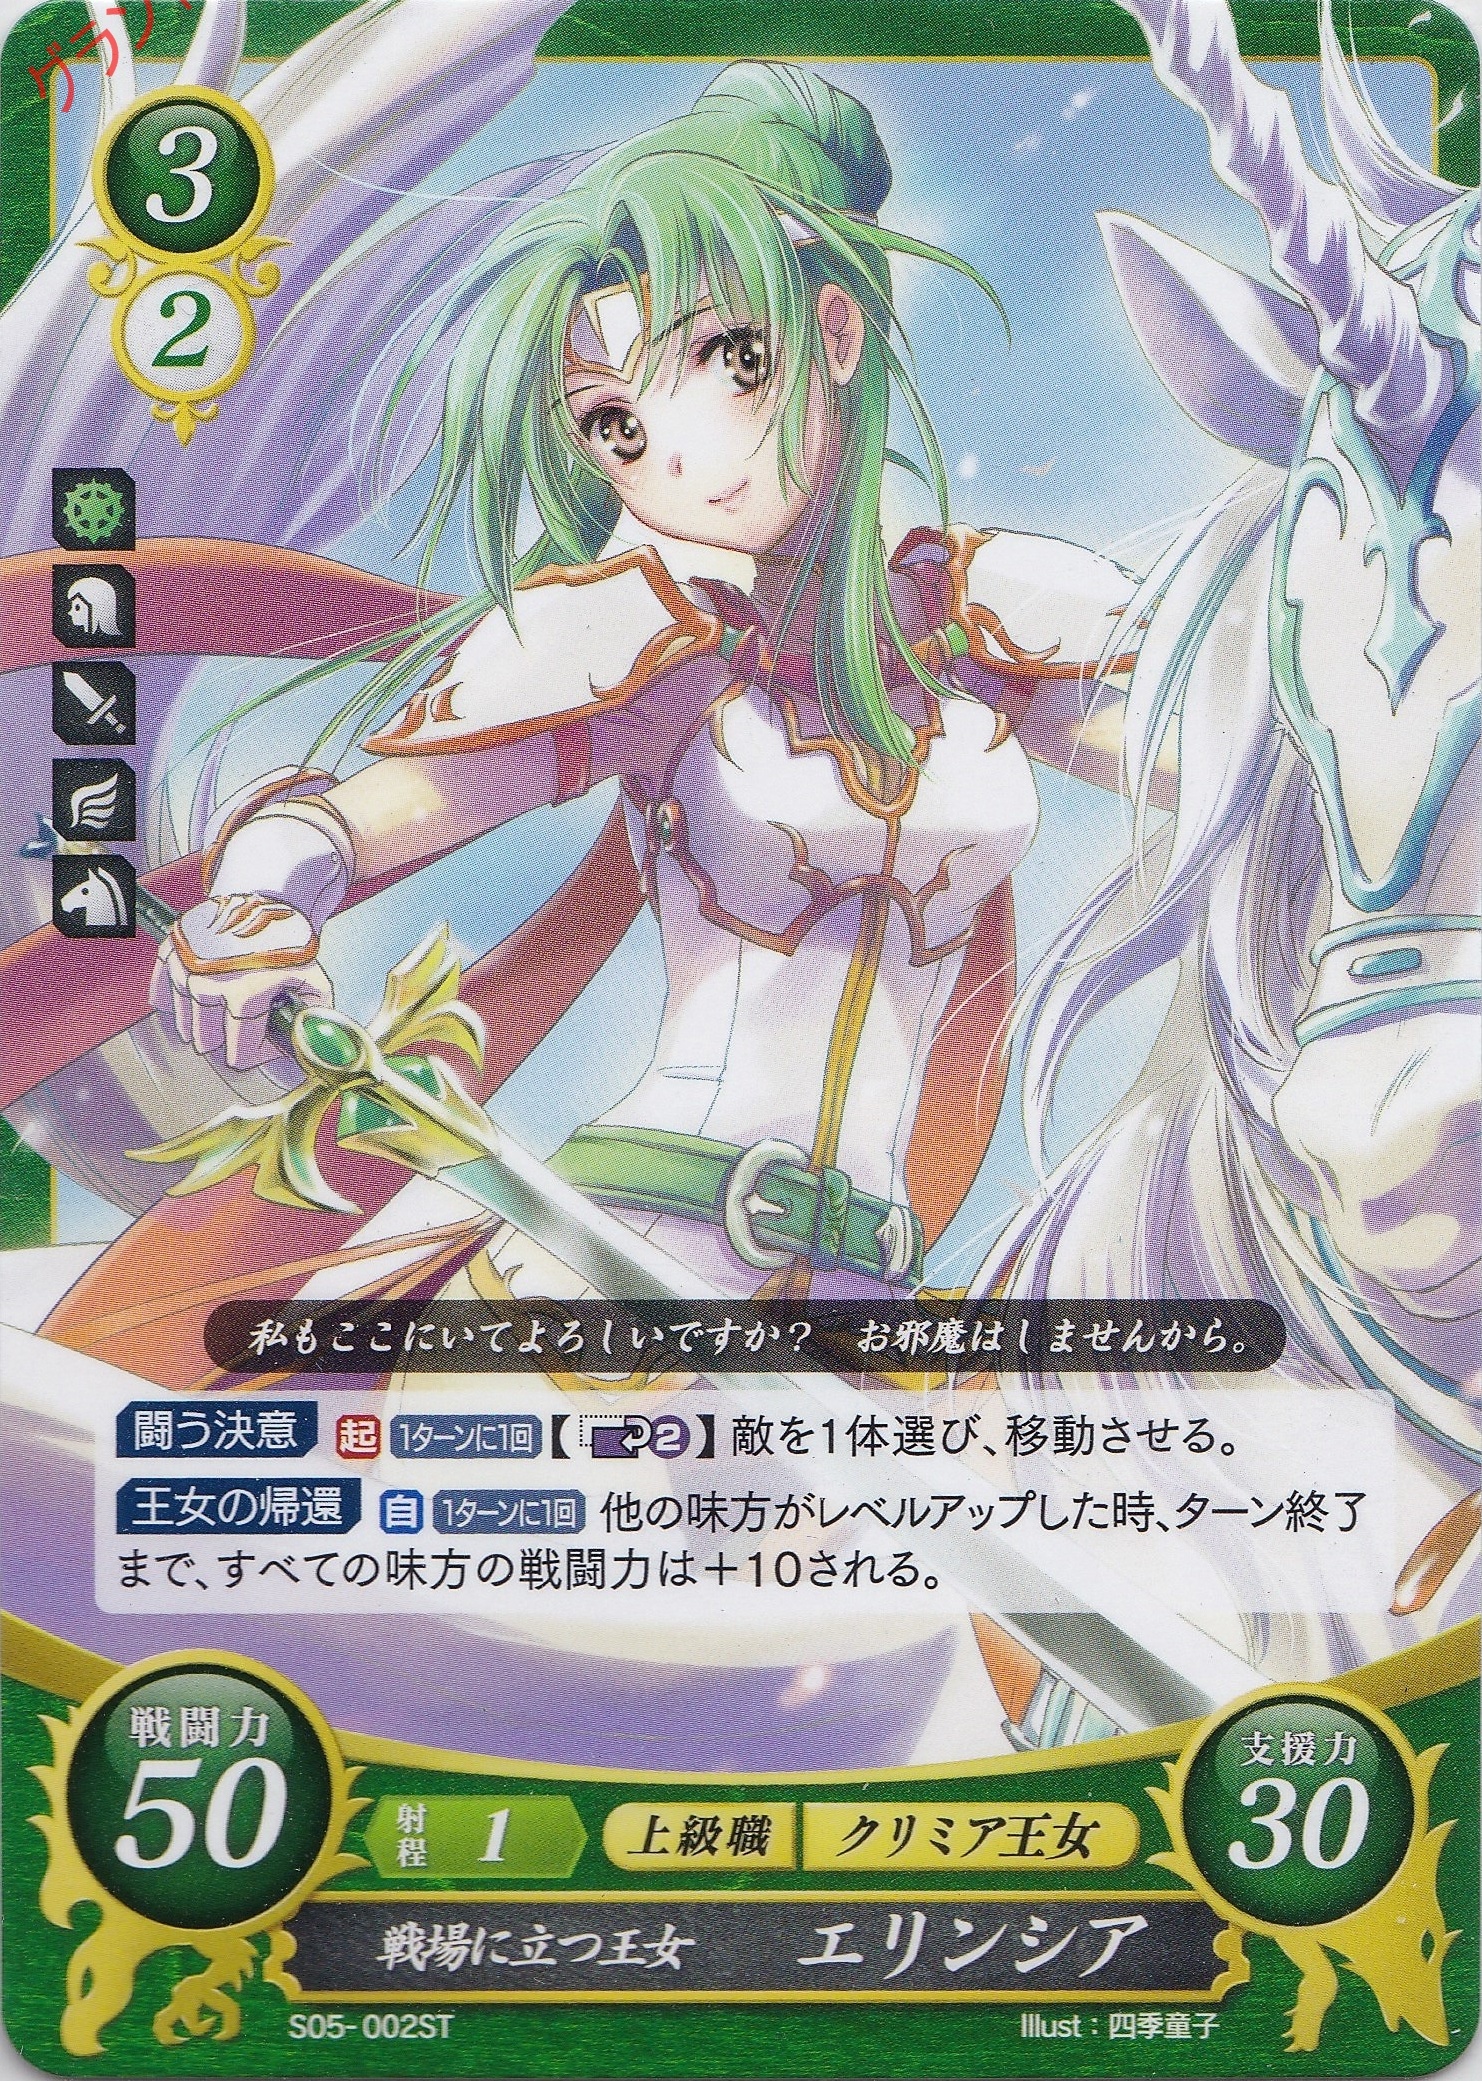 グラン
3
2
私もここにいてよろしいですか？　お邪魔はしませんから。
闘う決意 起 1ターンに1回【2】敵を1体選び、移動させる。
王女の帰還 自 1ターンに1回 他の味方がレベルアップした時、ターン終了
まで、すべての味方の戦闘力は＋10される。
戦闘力
50
射程 1
上級職 クリミア王女
支援力
30
戦場に立つ王女 エリンシア
S05-002ST
Illust：四季童子